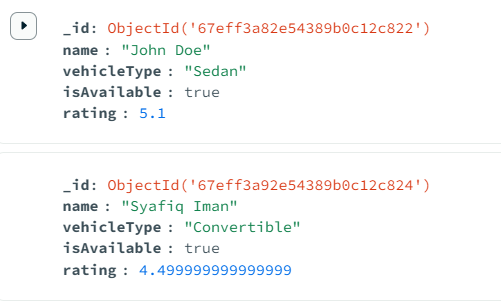 _id: ObjectId('67eff3a82e54389b0c12c822')
name : "John Doe"
vehicleType : "Sedan"
isAvailable : true
rating : 5.1
_id: ObjectId('67eff3a92e54389b0c12c824')
name : "Syafiq Iman"
vehicleType : "Convertible"
isAvailable : true
rating : 4.499999999999999